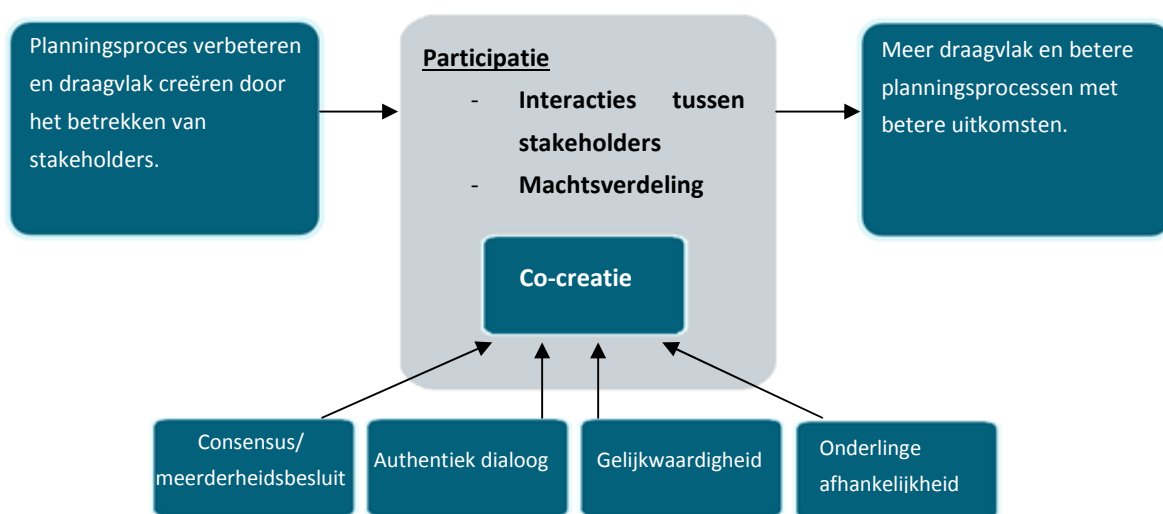 Planningsproces verbeteren
en draagvlak creëren door
het betrekken van
stakeholders.
Participatie
- Interacties tussen
stakeholders
- Machtsverdeling
Co-creatie
Meer draagvlak en betere
planningsprocessen met
betere uitkomsten.
Consensus/
meerderheidsbesluit
Authentiek dialoog
Gelijkwaardigheid
Onderlinge
afhankelijkheid